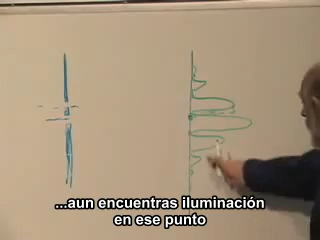 ...aun encuentras iluminación
en ese punto